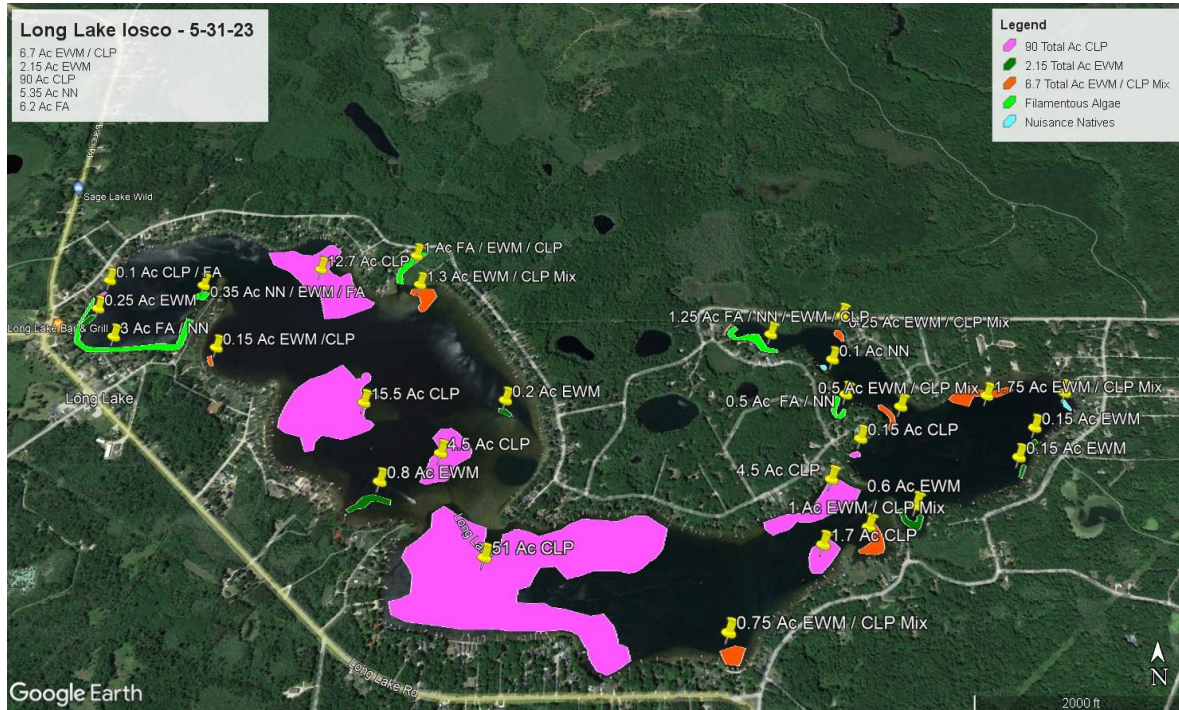 Long Lake Iosco - 5-31-23
6.7 Ac EWM / CLP
2.15 Ac EWM
90 Ac CLP
5.35 Ac NN
6.2 Ac FA
Legend
90 Total Ac CLP
2.15 Total Ac EWM
6.7 Total Ac EWM / CLP Mix
Filamentous Algae
Nuisance Natives
Sage Lake Wild
1 Ac FA / EWM / CLP
12.7 Ac CLP
0.1 Ac CLP / FA
1.3 Ac EWM / CLP Mix
0.35 Ac NN / EWM / FA
0.25 Ac EWM
Long Lake Bar & Grill
3 Ac FA / NN
1.25 Ac FA / NN / EWM / CLP
0.25 Ac EWM / CLP Mix
0.15 Ac EWM /CLP
0.1 Ac NN
0.5 Ac EWM / CLP Mix
1.75 Ac EWM / CLP Mix
Long Lake
15.5 Ac CLP
0.2 Ac EWM
0.5 Ac FA / NN
0.15 Ac EWM
0.15 Ac CLP
4.5 Ac CLP
0.15 Ac EWM
4.5 Ac CLP
0.8 Ac EWM
0.6 Ac EWM
1 Ac EWM / CLP Mix
Long La
51 Ac CLP
1.7 Ac CLP
0.75 Ac EWM / CLP Mix
Long Lake Rd
N
Google Earth
2000 ft